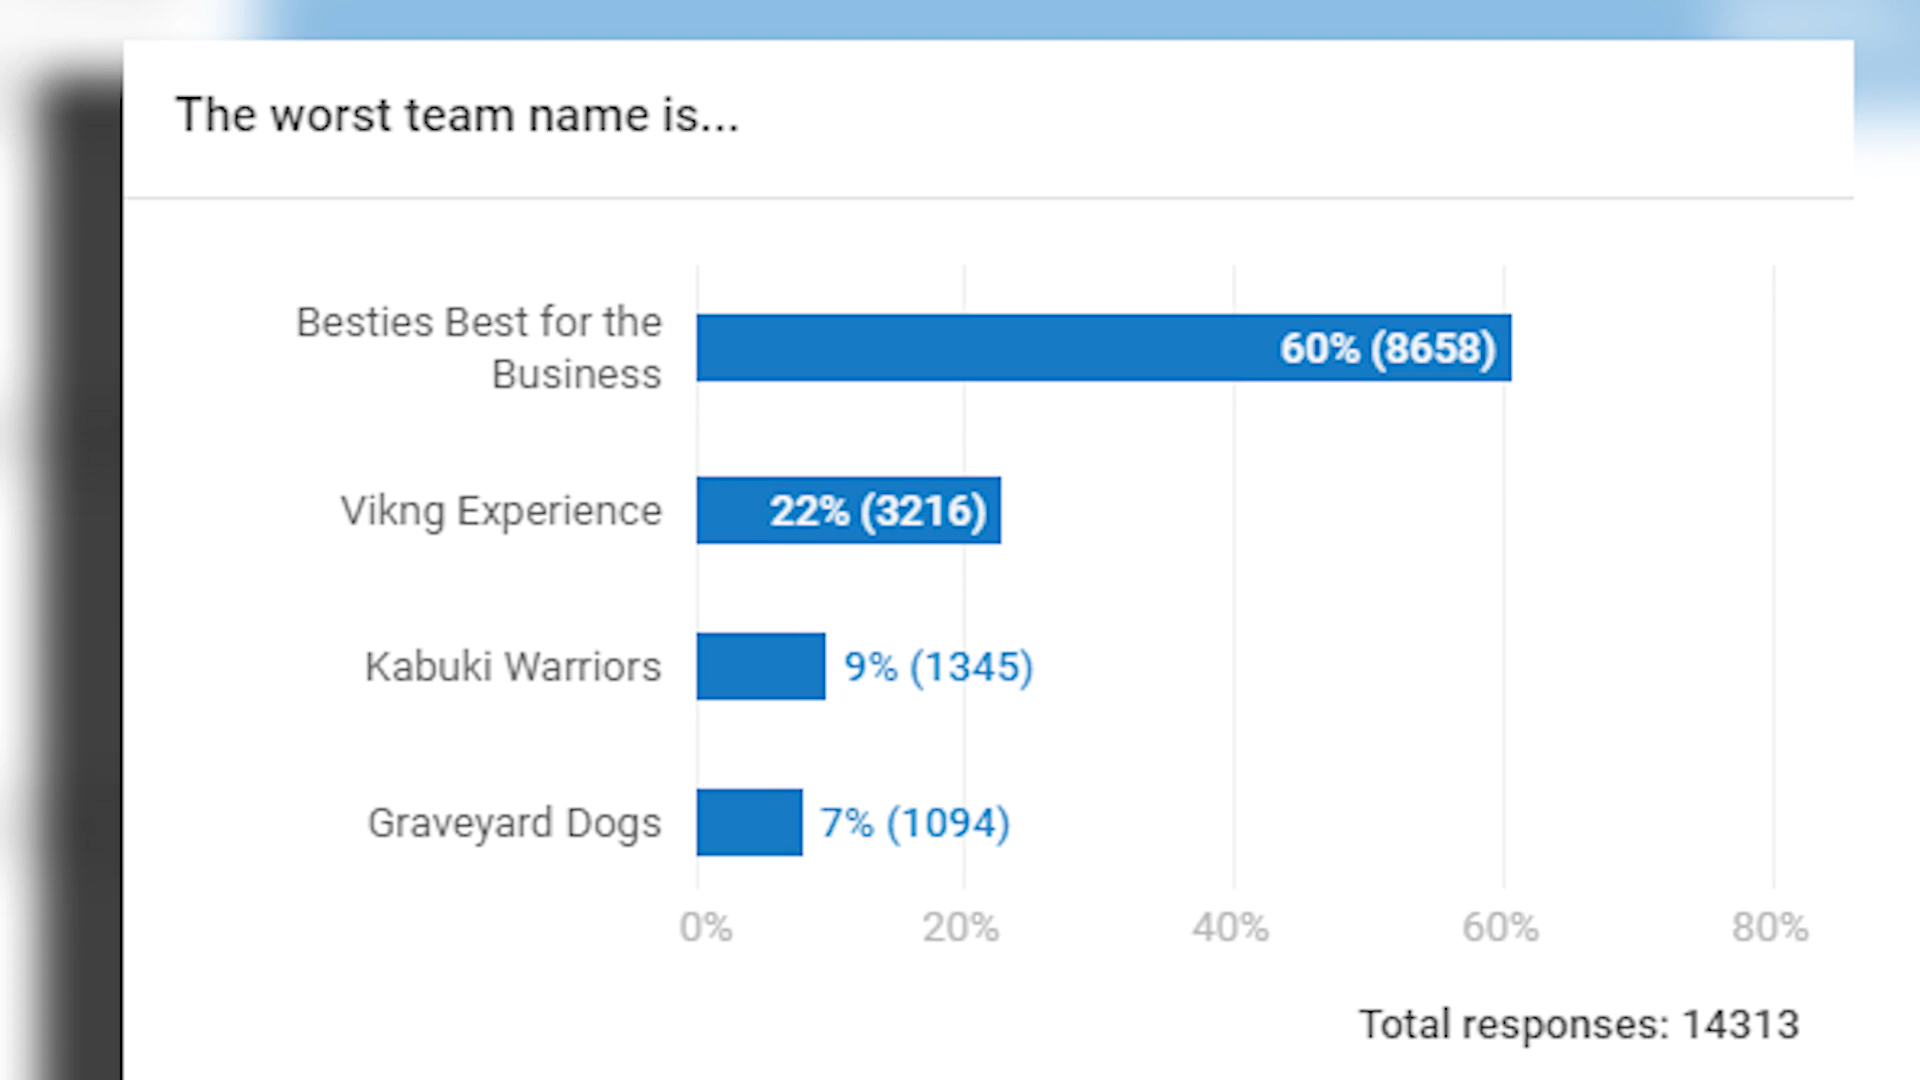 The worst team name is...
Besties Best for the
Business
60% (8658)
Vikng Experience
22% (3216)
Kabuki Warriors
9% (1345)
Graveyard Dogs
7% (1094)
0% 20% 40% 60% 80%
Total responses: 14313